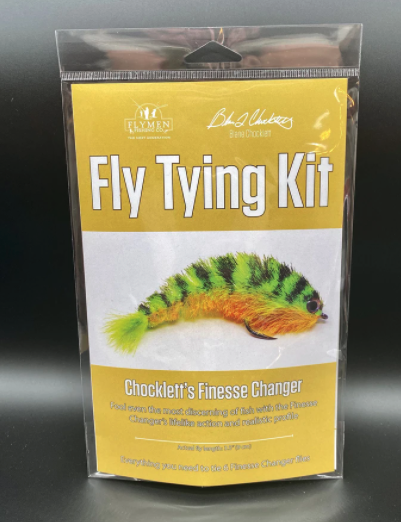 FLYMEN
Blane Chocklett
Fly Tying Kit
Chocklett's Finesse Changer
Fool even the most discerning of fish with the Finesse
Changer's lifelike action and realistic profile
Everything you need to tie 6 Finesse Changer flies